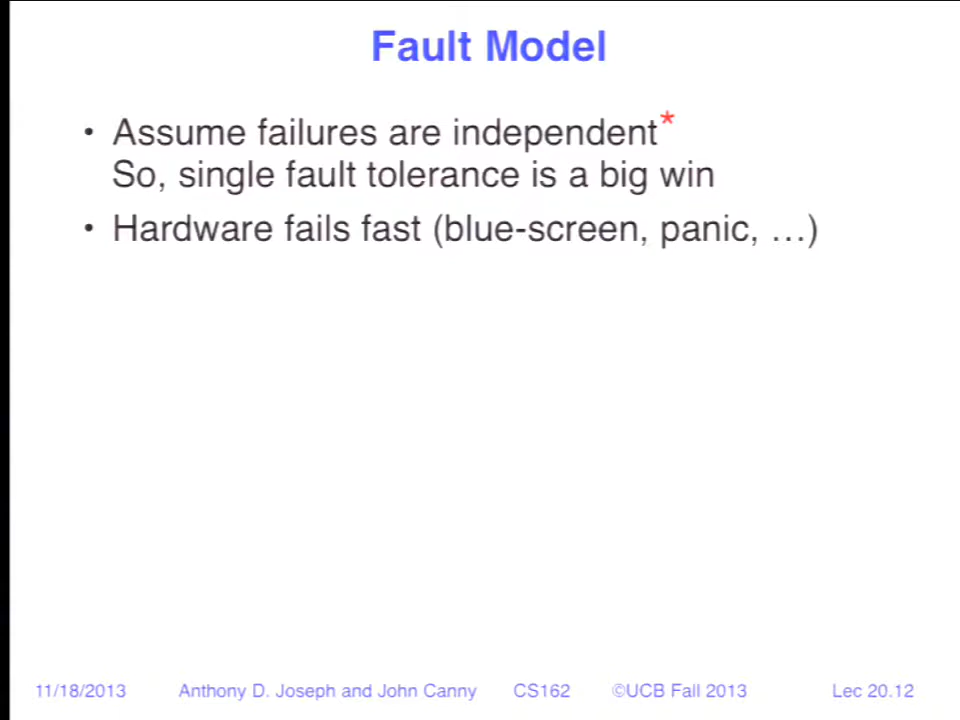 Fault Model
• Assume failures are independent*
So, single fault tolerance is a big win
• Hardware fails fast (blue-screen, panic, …)
11/18/2013 Anthony D. Joseph and John Canny CS162 ©UCB Fall 2013 Lec 20.12